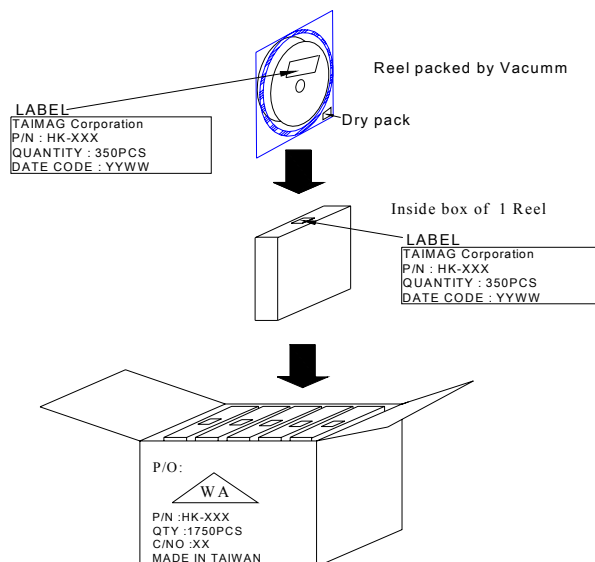 Reel packed by Vacumm
LABEL
TAIMAG Corporation
P/N : HK-XXX
QUANTITY : 350PCS
DATE CODE : YYWW
Dry pack
Inside box of 1 Reel
LABEL
TAIMAG Corporation
P/N : HK-XXX
QUANTITY : 350PCS
DATE CODE : YYWW
P/O:
WA
P/N :HK-XXX
QTY :1750PCS
C/NO :XX
MADE IN TAIWAN